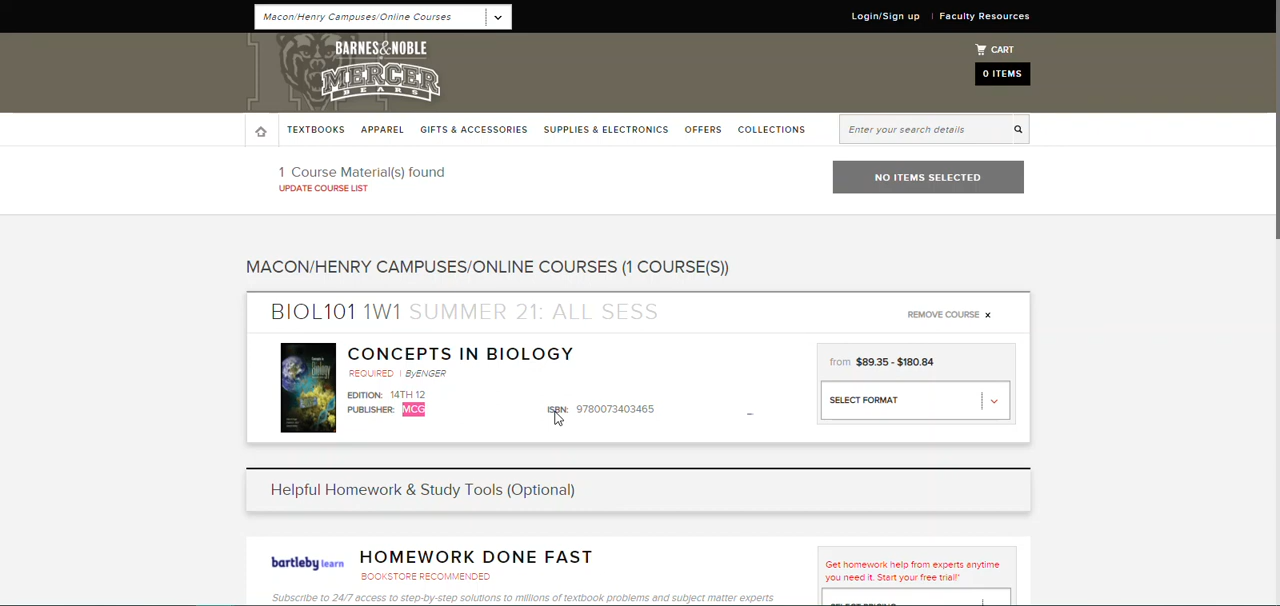 Macon/Henry Campuses/Online Courses
Login/Sign up | Faculty Resources
BARNES & NOBLE
MERCER
BEARS
CART
0 ITEMS
TEXTBOOKS APPAREL GIFTS & ACCESSORIES SUPPLIES & ELECTRONICS OFFERS COLLECTIONS
Enter your search details
1 Course Material(s) found
UPDATE COURSE LIST
NO ITEMS SELECTED
MACON/HENRY CAMPUSES/ONLINE COURSES (1 COURSE(S))
BIOL101 1W1 SUMMER 21: ALL SESS
REMOVE COURSE x
CONCEPTS IN BIOLOGY
REQUIRED | ByENGER
EDITION: 14TH 12
PUBLISHER: MCG
ISBN: 9780073403465
from $89.35 - $180.84
SELECT FORMAT
Helpful Homework & Study Tools (Optional)
bartleby learn
HOMEWORK DONE FAST
BOOKSTORE RECOMMENDED
Subscribe to 24/7 access to step-by-step solutions to millions of textbook problems and subject matter experts
Get homework help from experts anytime
you need it. Start your free trial!*
SELECT PRICING